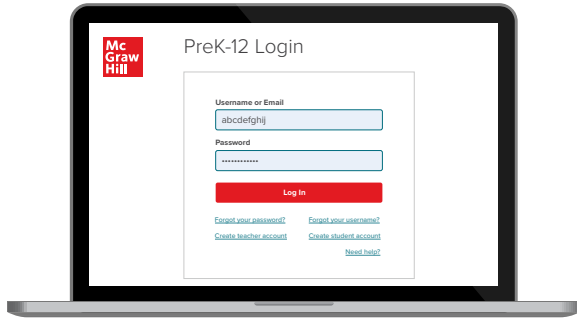 Mc
Graw
Hill
PreK-12 Login
Username or Email
abcdefghij
Password
••••••••••••
Log In
Forgot your password? Forgot your username?
Create teacher account Create student account
Need help?